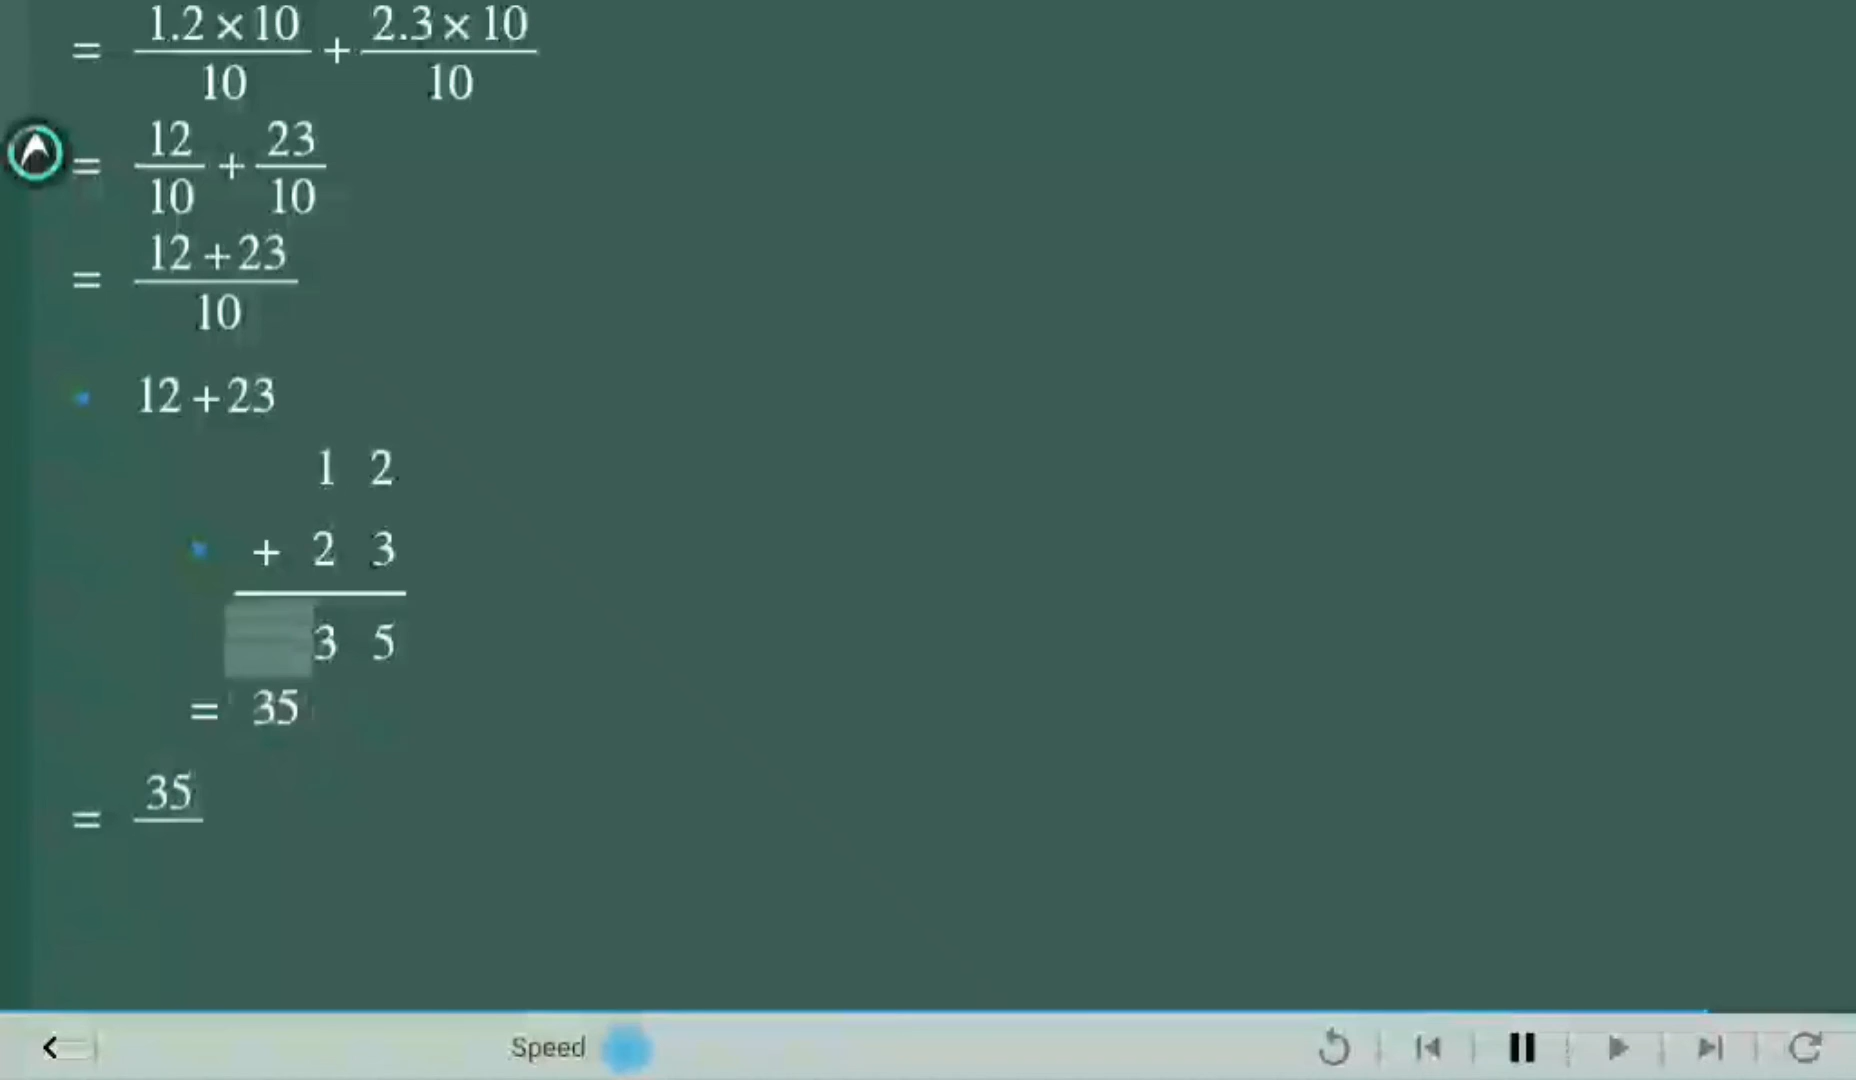 = 1.2 × 10 / 10 + 2.3 × 10 / 10
= 12 / 10 + 23 / 10
= 12 + 23 / 10
12 + 23
1 2
+ 2 3
3 5
= 35
= 35
Speed